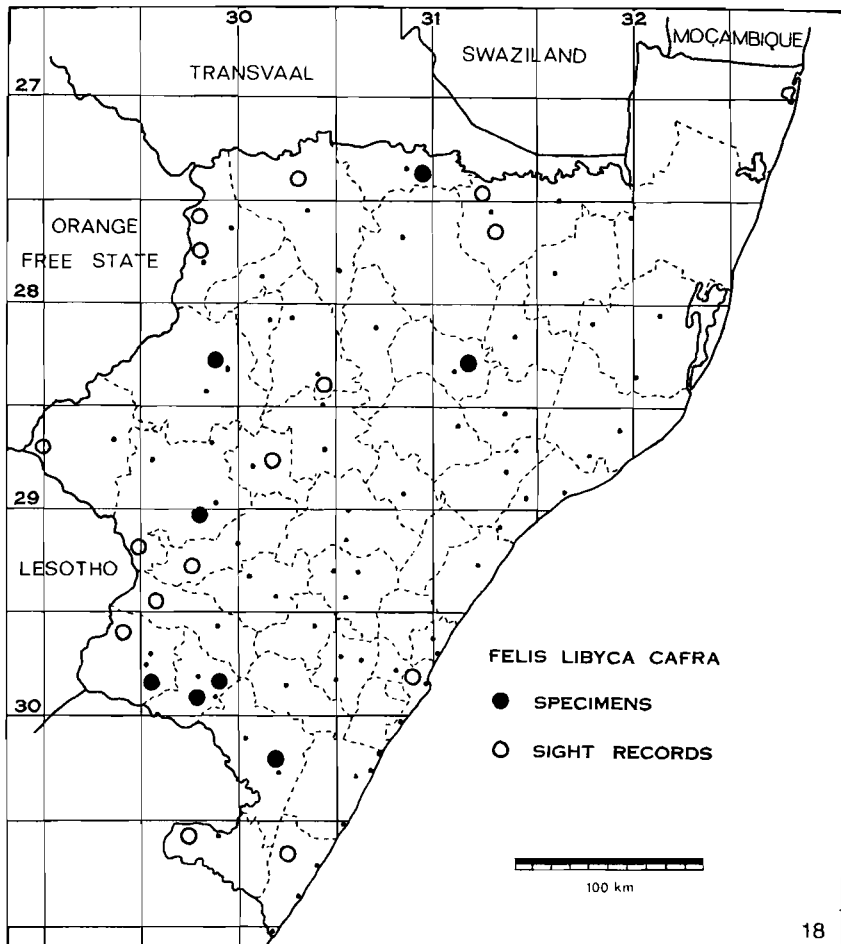 30 31 32
MOÇAMBIQUE
SWAZILAND
TRANSVAAL
27
ORANGE
FREE STATE
28
29
LESOTHO
FELIS LIBYCA CAFRA
SPECIMENS
30
SIGHT RECORDS
100 km
18